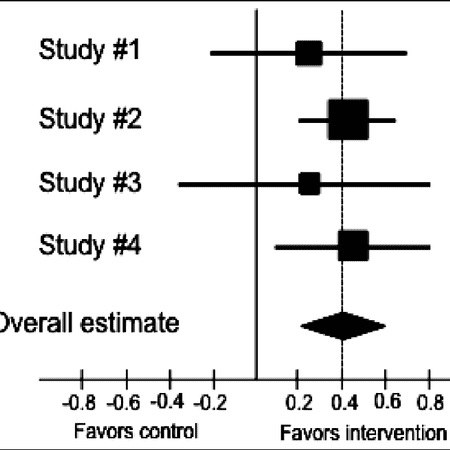 Study #1
Study #2
Study #3
Study #4
Overall estimate
-0.8 -0.6 -0.4 -0.2 0.2 0.4 0.6 0.8
Favors control Favors intervention